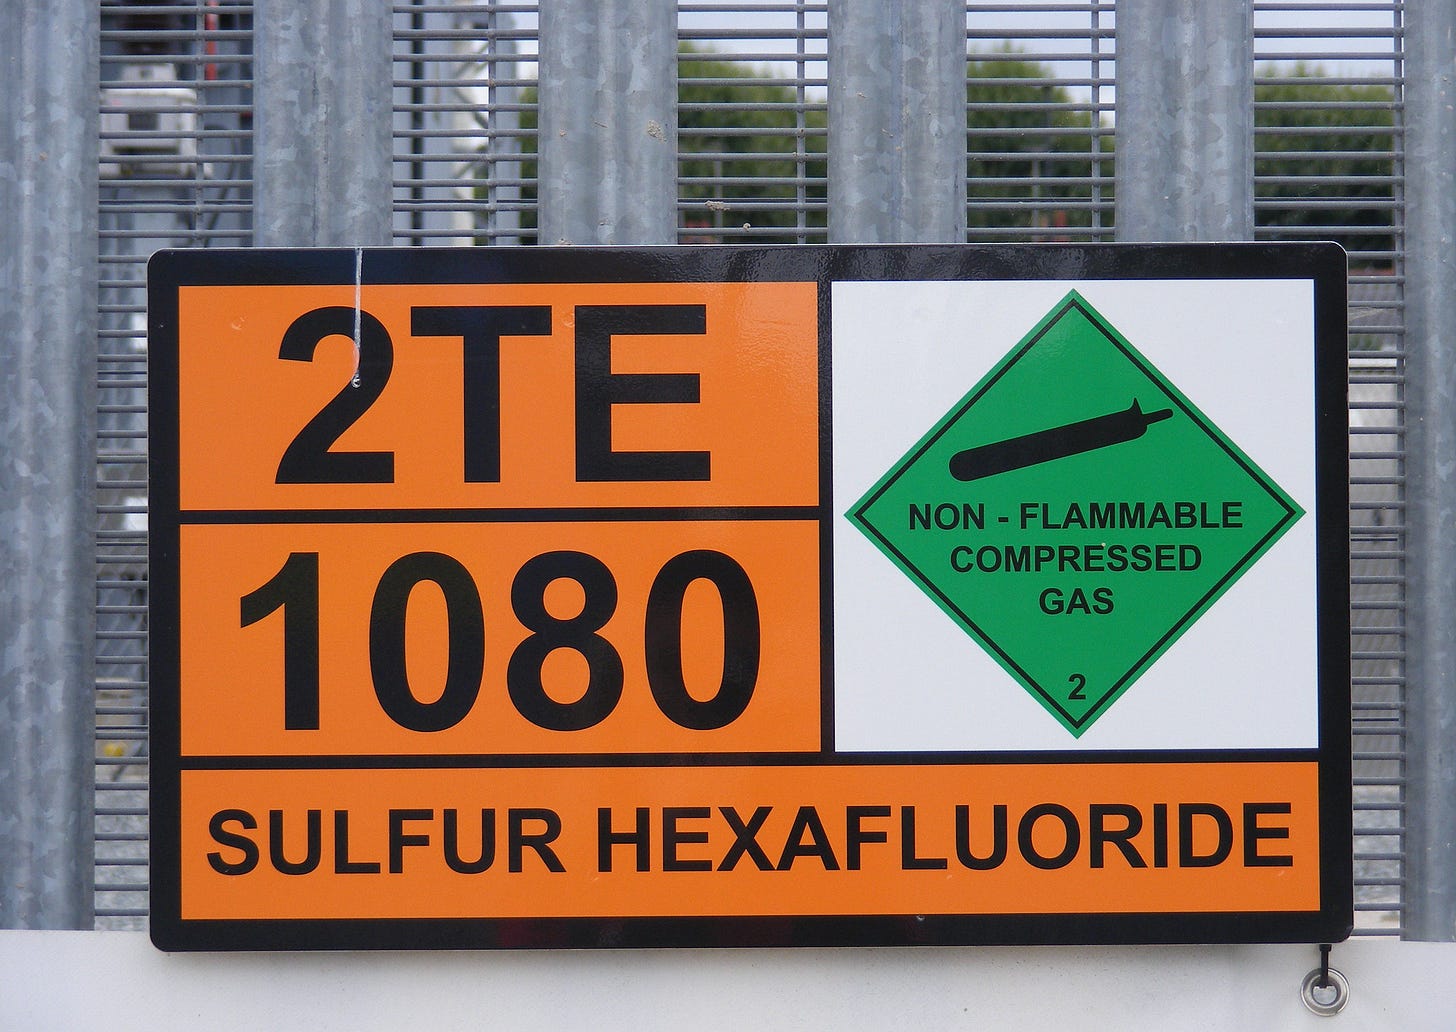 2TE
1080
NON - FLAMMABLE
COMPRESSED
GAS
2
SULFUR HEXAFLUORIDE